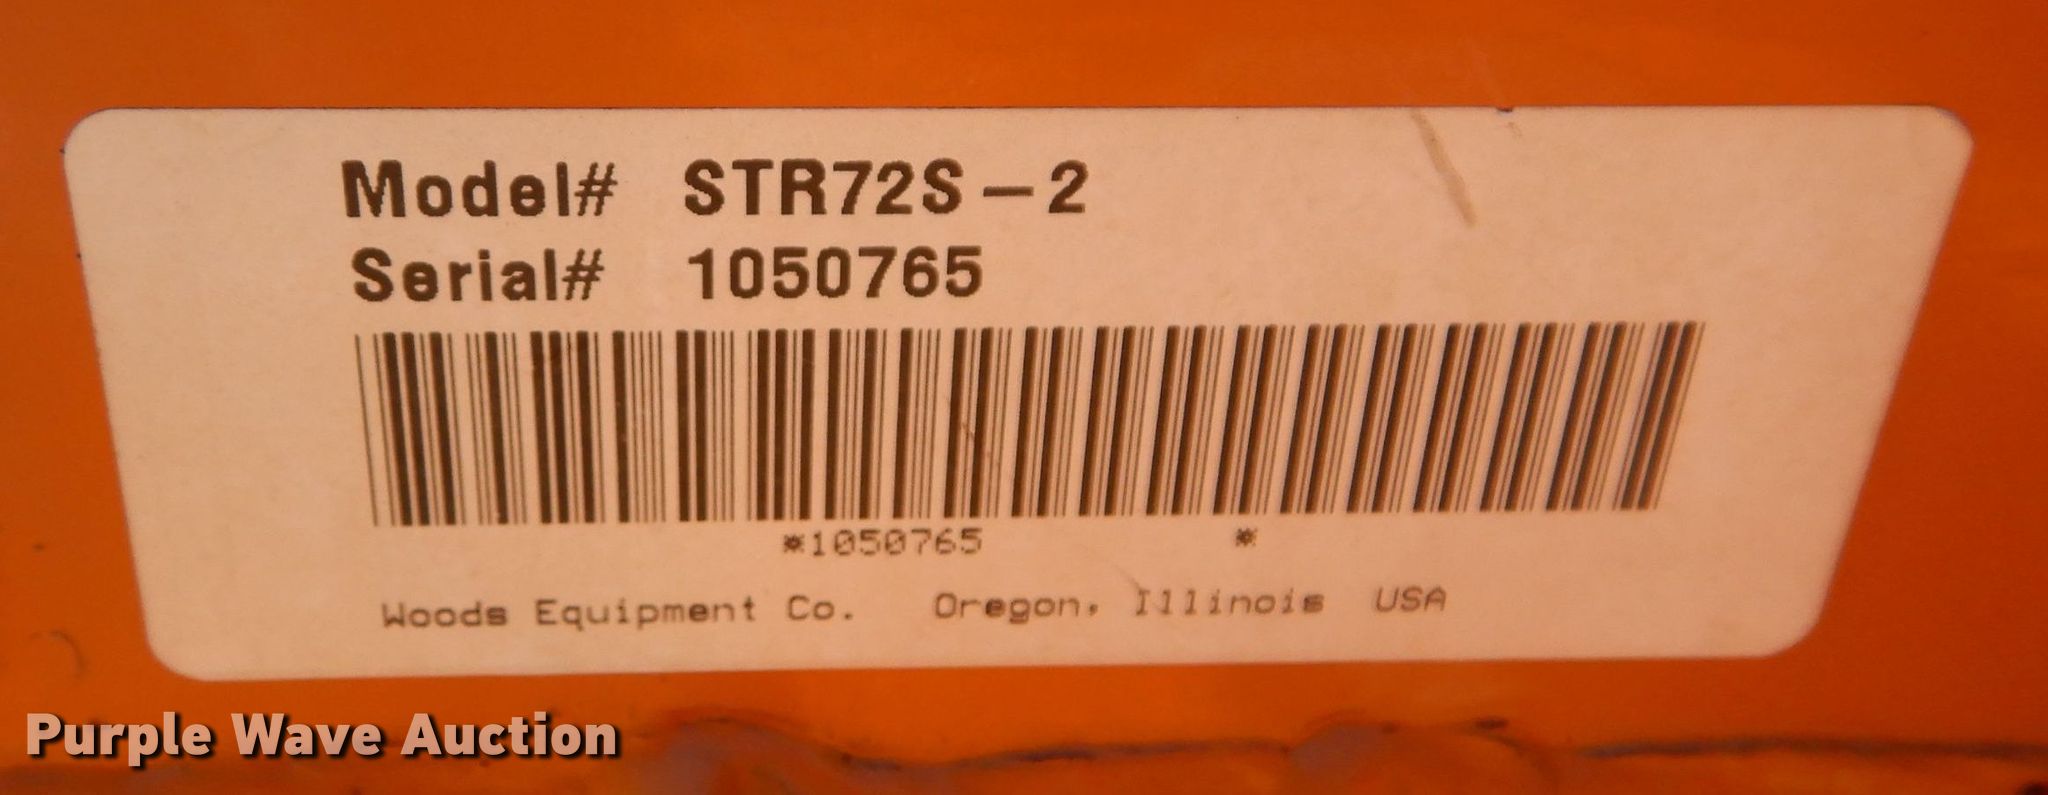 Model# STR72S-2
Serial# 1050765
*1050765 *
Woods Equipment Co. Oregon, Illinois USA
Purple Wave Auction